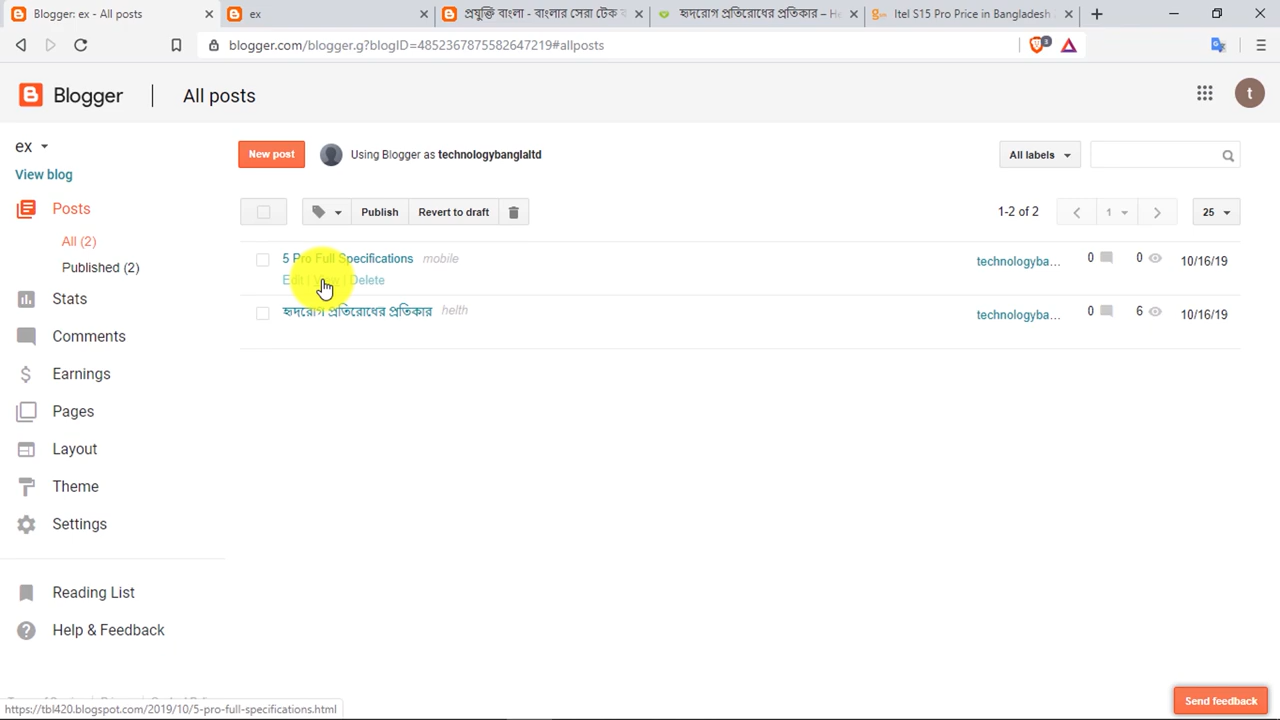 Blogger: ex - All posts
ex
প্রযুক্তি বাংলা - বাংলার সেরা টেক ব
হৃদরোগ প্রতিরোধের প্রতিকার – He
Itel S15 Pro Price in Bangladesh
blogger.com/blogger.g?blogID=4852367875582647219#allposts
3
Blogger
All posts
t
ex
New post
Using Blogger as technologybanglaltd
All labels
View blog
Posts
Publish
Revert to draft
1-2 of 2
1
25
All (2)
5 Pro Full Specifications mobile
technologyba...
0
0
10/16/19
Published (2)
Edit | View | Delete
Stats
হৃদরোগ প্রতিরোধের প্রতিকার helth
technologyba...
0
6
10/16/19
Comments
Earnings
Pages
Layout
Theme
Settings
Reading List
Help & Feedback
Send feedback
https://tbl420.blogspot.com/2019/10/5-pro-full-specifications.html